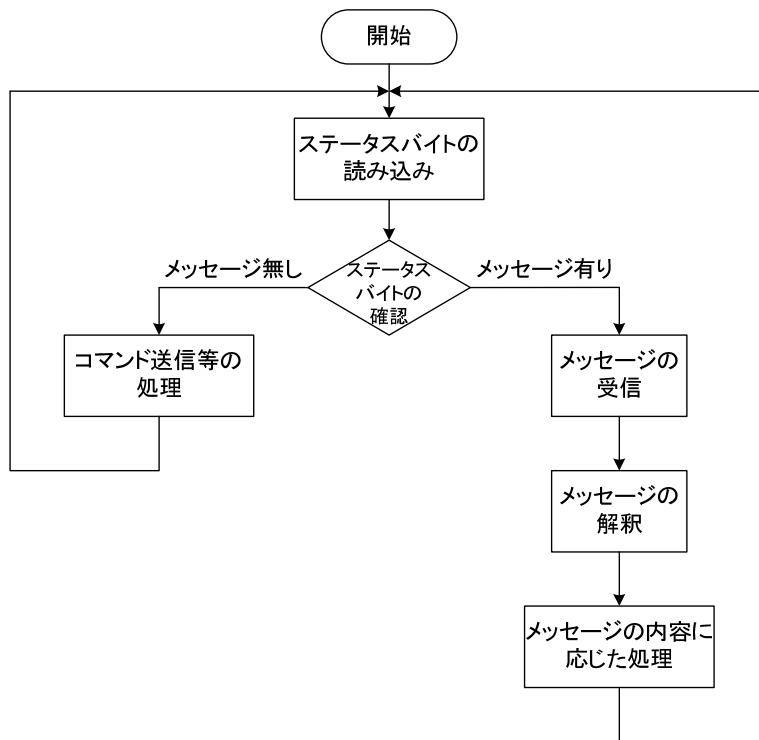 開始
ステータスバイトの
読み込み
ステータス
バイトの
確認
メッセージ無し
メッセージ有り
コマンド送信等の
処理
メッセージの
受信
メッセージの
解釈
メッセージの内容に
応じた処理